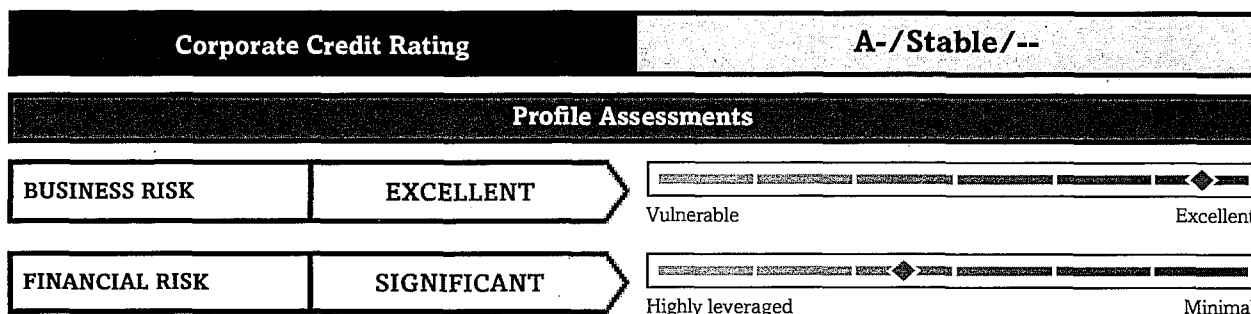 Corporate Credit Rating A-/Stable/--
Profile Assessments
BUSINESS RISK EXCELLENT
Vulnerable Excellent
FINANCIAL RISK SIGNIFICANT
Highly leveraged Minimal